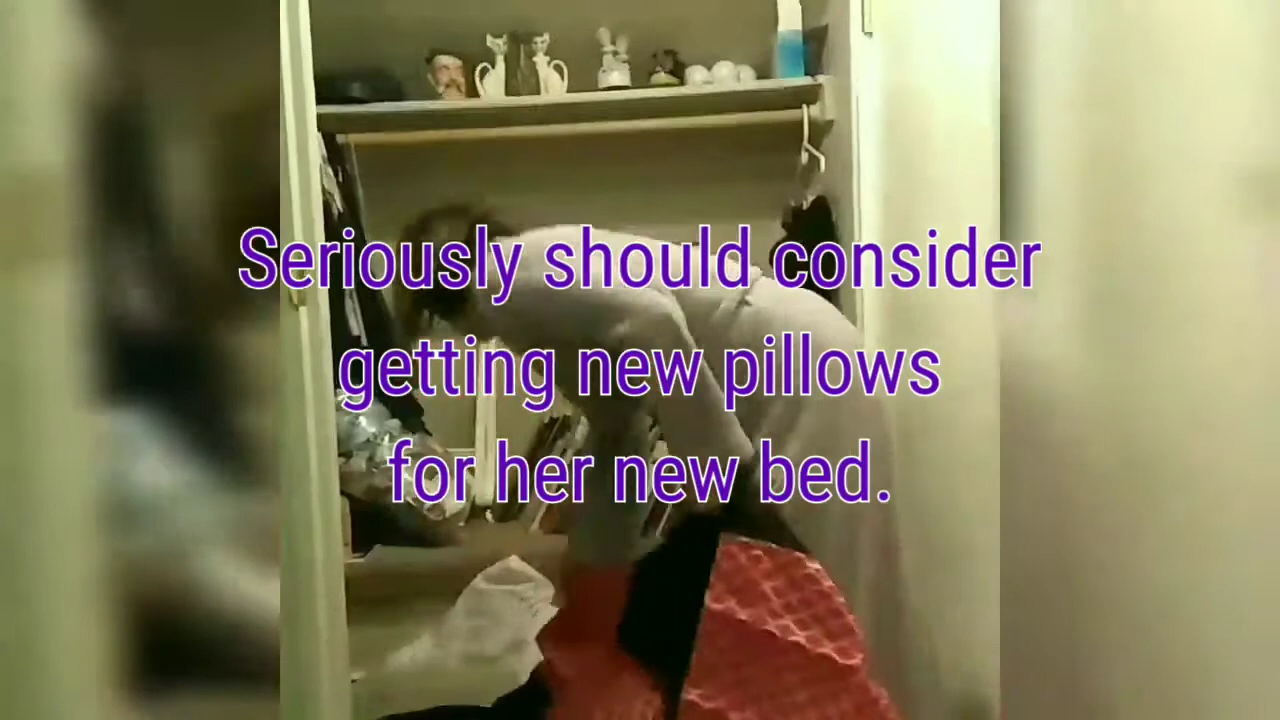 Seriously should consider
getting new pillows
for her new bed.